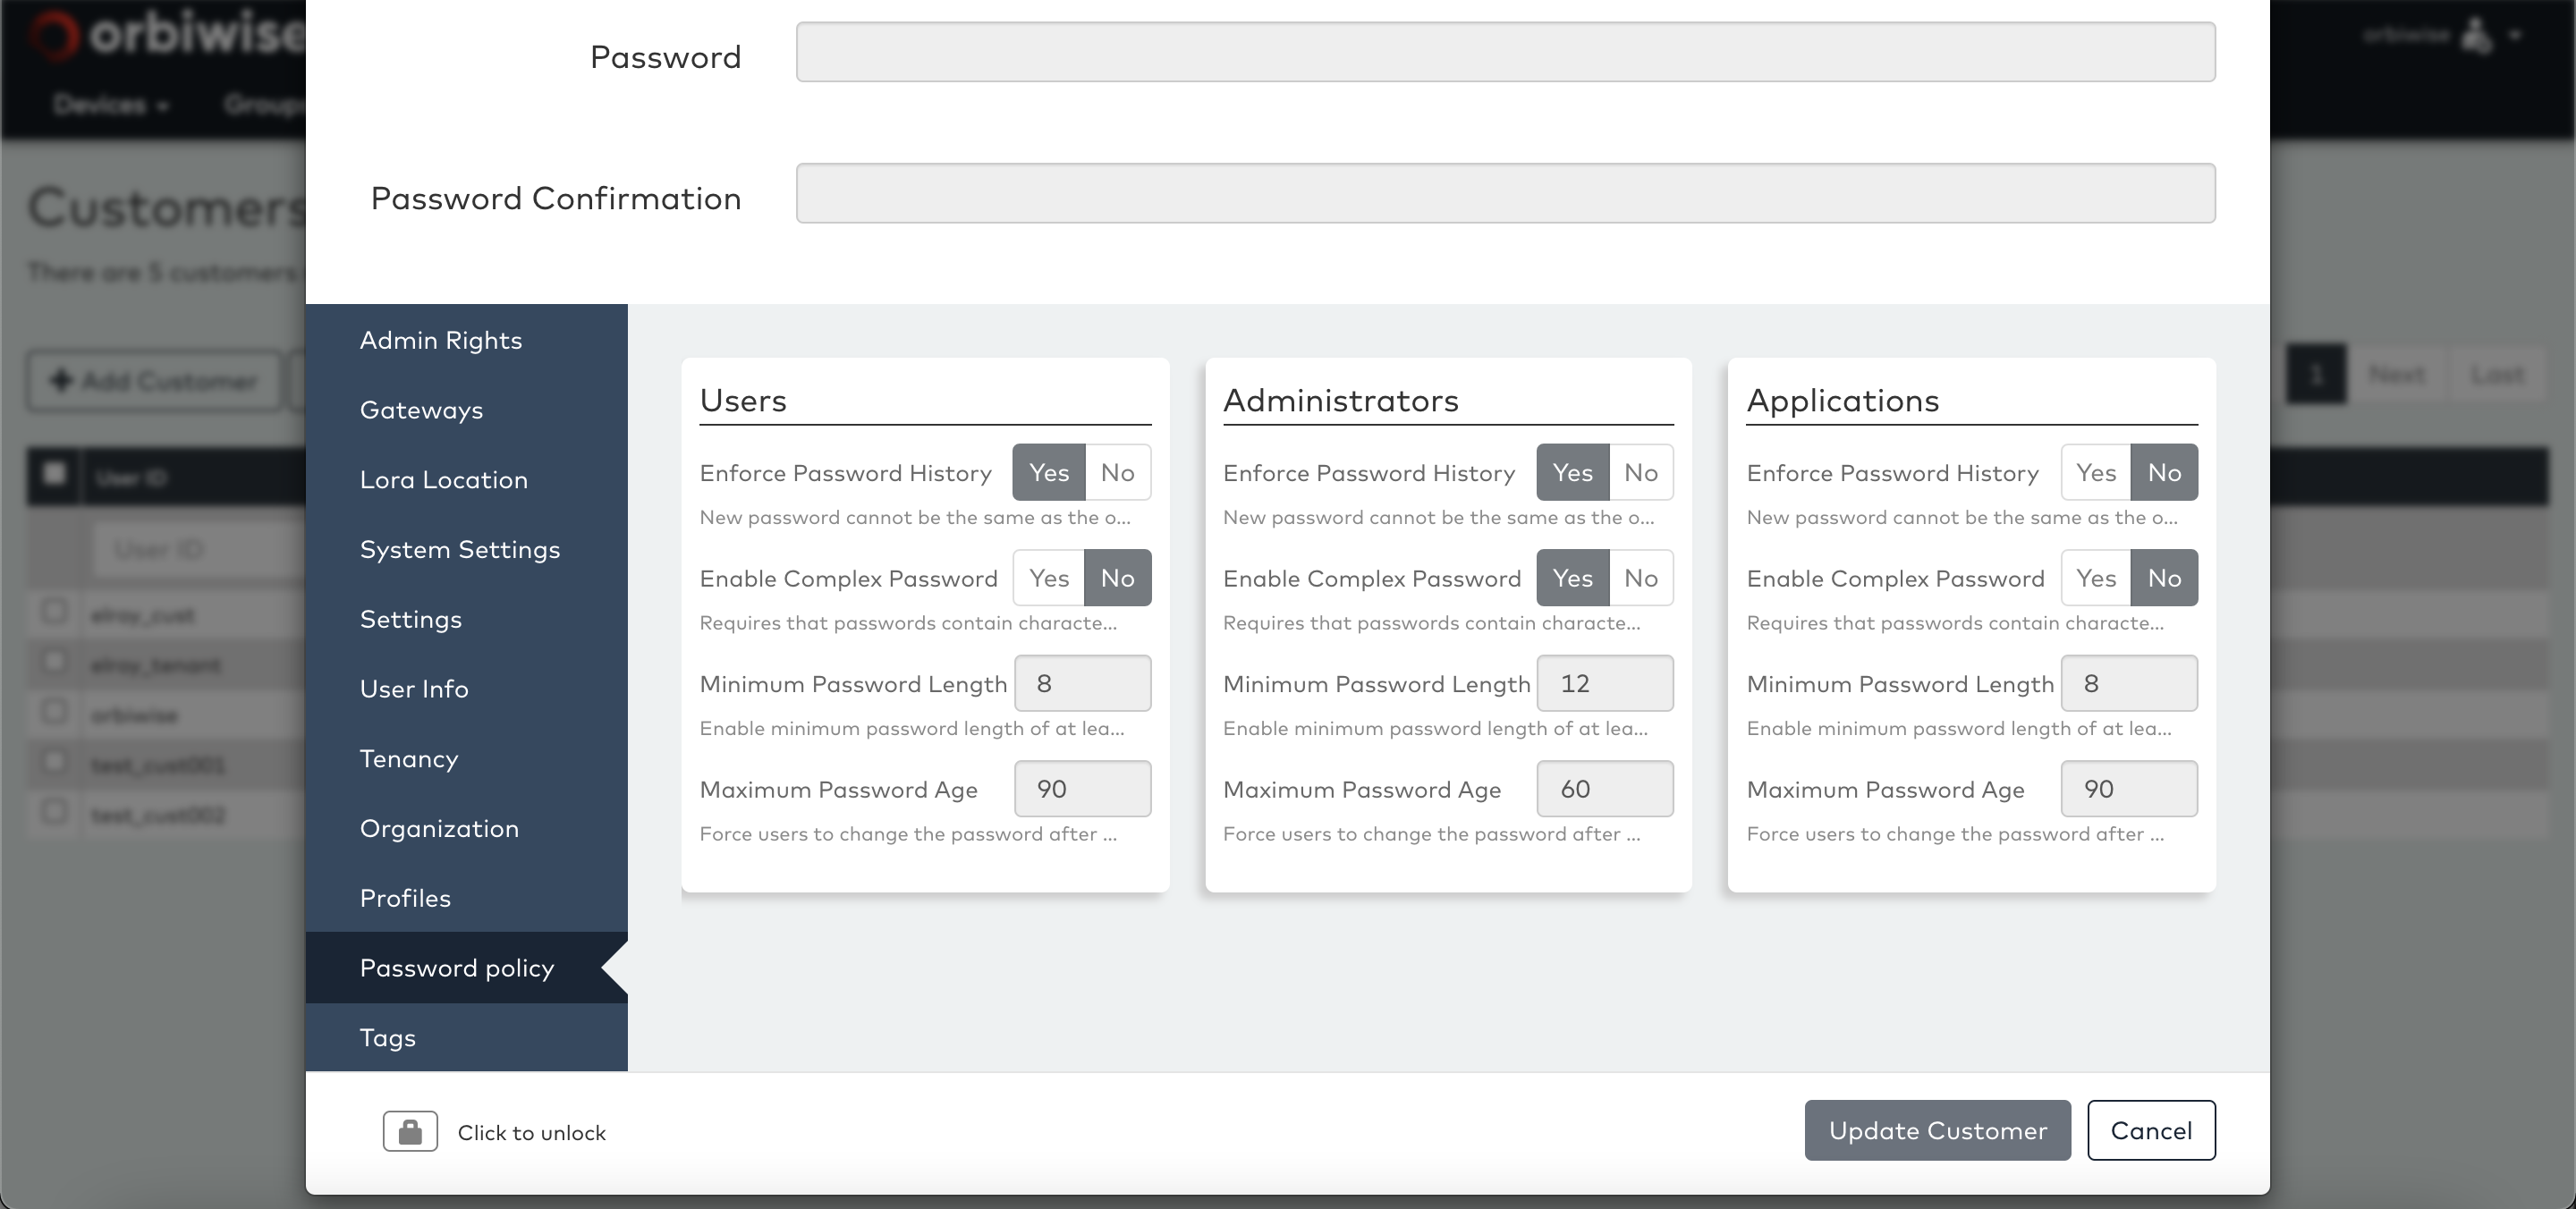 orbiwise
orbiwise
Password
Devices
Groups
Password Confirmation
Customers
There are 5 customers
Admin Rights
Gateways
Lora Location
System Settings
Settings
User Info
Tenancy
Organization
Profiles
Password policy
Tags
Add Customer
1 Next Last
User ID
User ID
elroy_cust
elroy_tenant
orbiwise
test_cust001
test_cust002
Users
Enforce Password History Yes No
New password cannot be the same as the o...
Enable Complex Password Yes No
Requires that passwords contain characte...
Minimum Password Length 8
Enable minimum password length of at lea...
Maximum Password Age 90
Force users to change the password after ...
Administrators
Enforce Password History Yes No
New password cannot be the same as the o...
Enable Complex Password Yes No
Requires that passwords contain characte...
Minimum Password Length 12
Enable minimum password length of at lea...
Maximum Password Age 60
Force users to change the password after ...
Applications
Enforce Password History Yes No
New password cannot be the same as the o...
Enable Complex Password Yes No
Requires that passwords contain characte...
Minimum Password Length 8
Enable minimum password length of at lea...
Maximum Password Age 90
Force users to change the password after ...
Click to unlock
Update Customer
Cancel